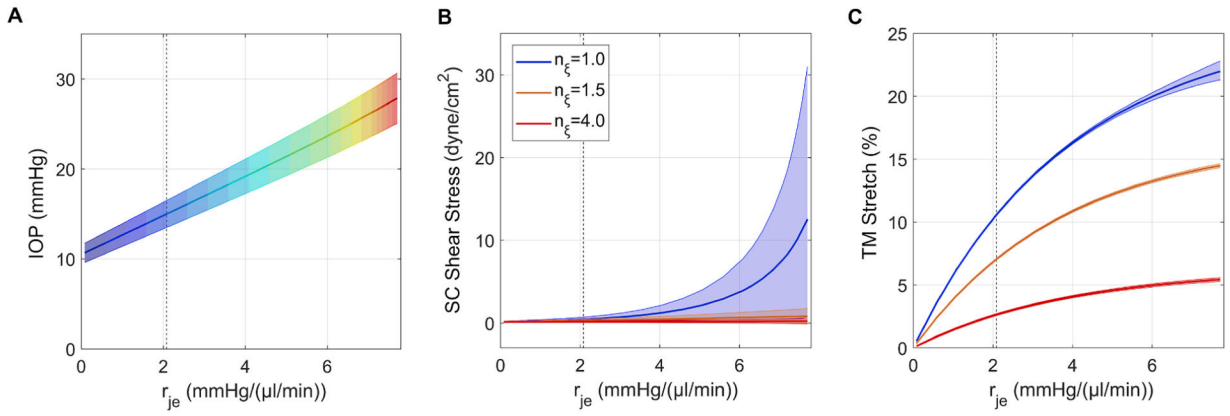 A
IOP (mmHg)
30
20
10
0
0
2
4
6
r_je (mmHg/(µl/min))
B
SC Shear Stress (dyne/cm²)
30
20
10
0
n_ξ=1.0
n_ξ=1.5
n_ξ=4.0
0
2
4
6
r_je (mmHg/(µl/min))
C
TM Stretch (%)
25
20
15
10
5
0
0
2
4
6
r_je (mmHg/(µl/min))